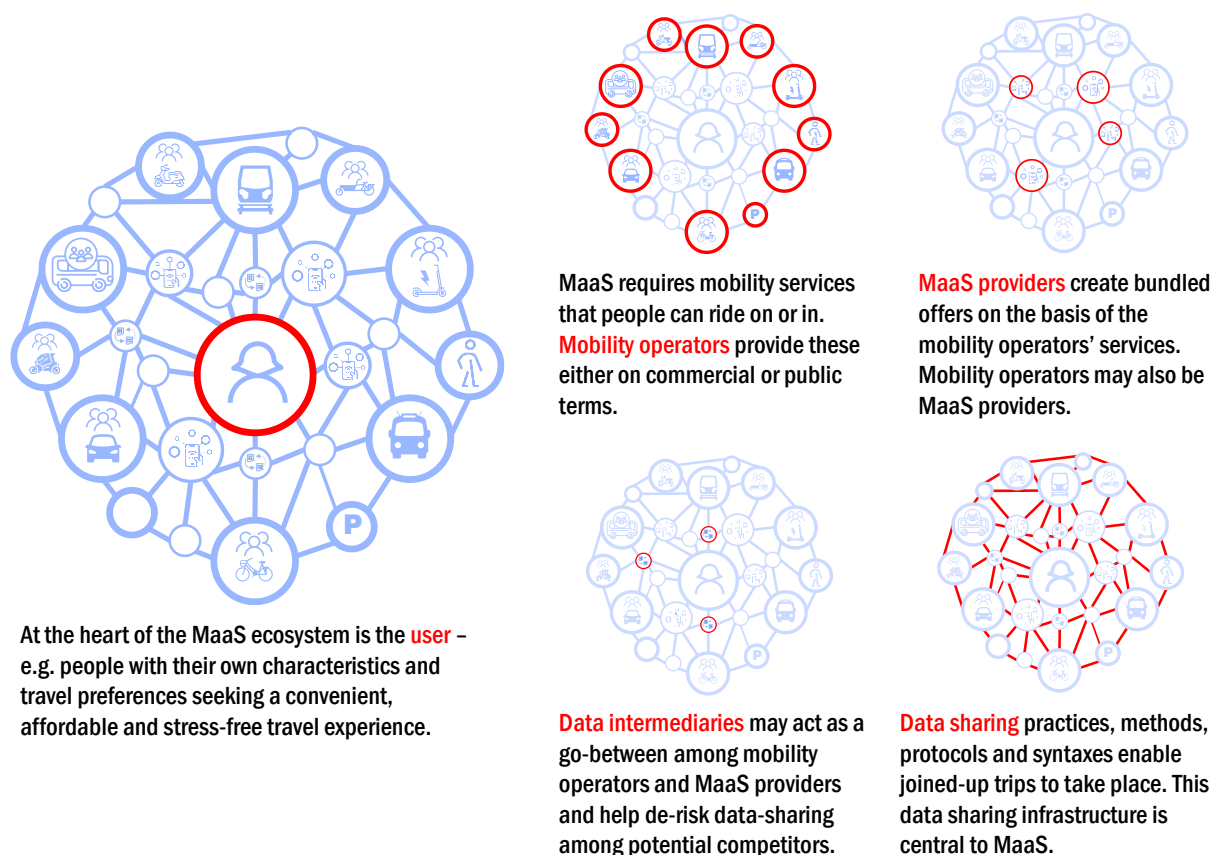 P
At the heart of the MaaS ecosystem is the user –
e.g. people with their own characteristics and
travel preferences seeking a convenient,
affordable and stress-free travel experience.
P
MaaS requires mobility services
that people can ride on or in.
Mobility operators provide these
either on commercial or public
terms.
P
MaaS providers create bundled
offers on the basis of the
mobility operators’ services.
Mobility operators may also be
MaaS providers.
P
Data intermediaries may act as a
go-between among mobility
operators and MaaS providers
and help de-risk data-sharing
among potential competitors.
P
Data sharing practices, methods,
protocols and syntaxes enable
joined-up trips to take place. This
data sharing infrastructure is
central to MaaS.